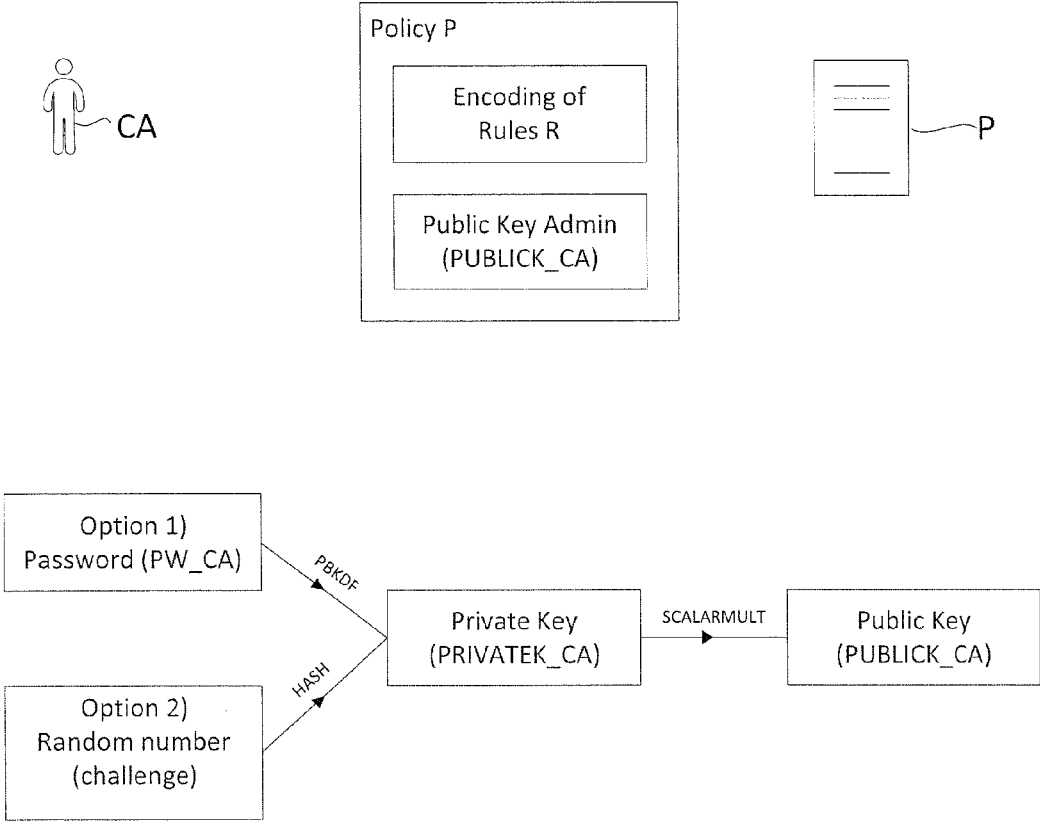 Policy P
CA
Encoding of
Rules R
P
Public Key Admin
(PUBLICK_CA)
Option 1)
Password (PW_CA)
PBKDF
Private Key
(PRIVATEK_CA)
SCALARMULT
Public Key
(PUBLICK_CA)
HASH
Option 2)
Random number
(challenge)